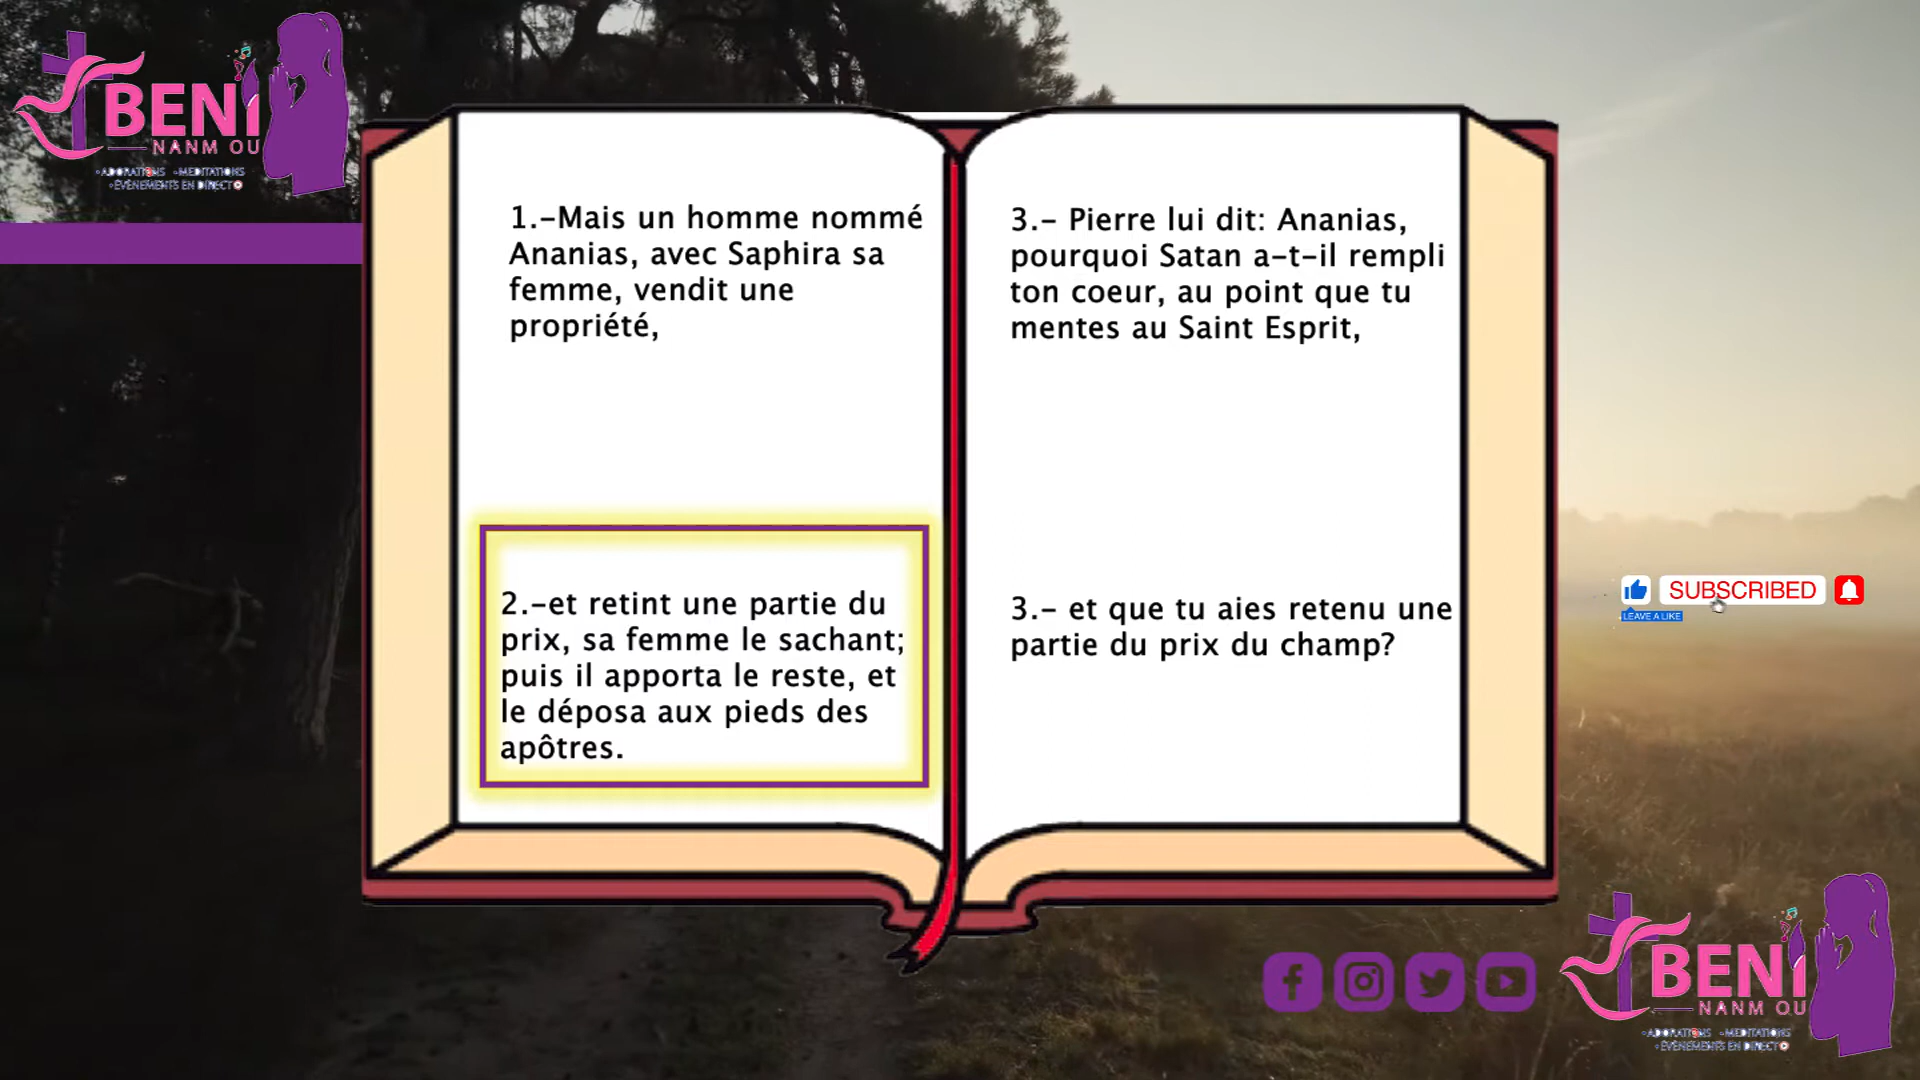 BENI
NANM OU
•ADORATIONS •MEDITATIONS
•ÉVÈNEMENTS EN DIRECT
1.-Mais un homme nommé
Ananias, avec Saphira sa
femme, vendit une
propriété,
2.-et retint une partie du
prix, sa femme le sachant;
puis il apporta le reste, et
le déposa aux pieds des
apôtres.
3.- Pierre lui dit: Ananias,
pourquoi Satan a-t-il rempli
ton coeur, au point que tu
mentes au Saint Esprit,
3.- et que tu aies retenu une
partie du prix du champ?
SUBSCRIBED
LEAVE A LIKE
BENI
NANM OU
•ADORATIONS •MEDITATIONS
•ÉVÈNEMENTS EN DIRECT